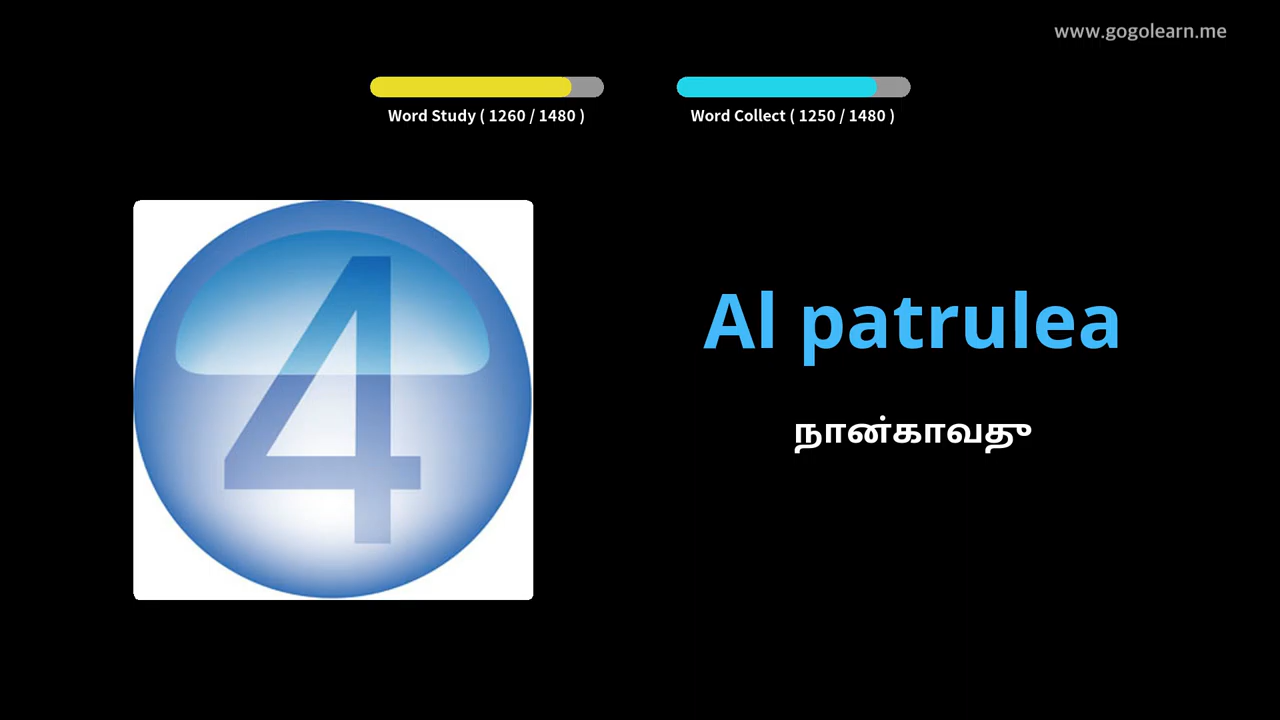 www.gogolearn.me
Word Study ( 1260 / 1480 )
Word Collect ( 1250 / 1480 )
4
Al patrulea
நான்காவது